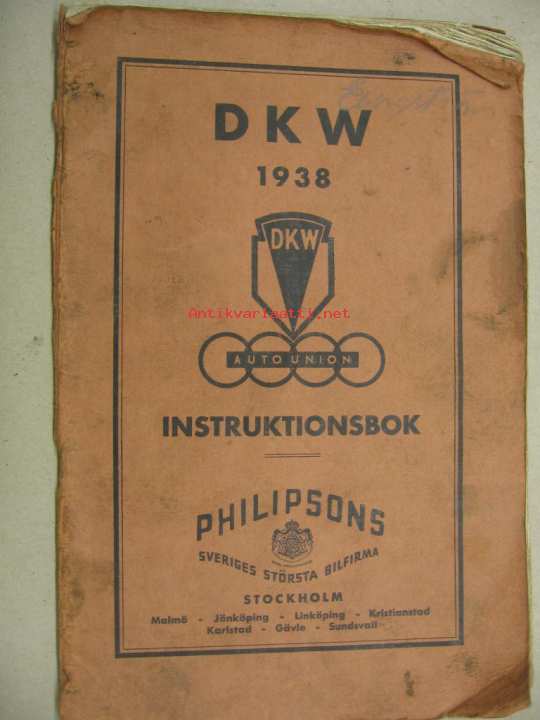 DKW
1938
DKW
Antikvariaatti.net
AUTO UNION
INSTRUKTIONSBOK
PHILIPSONS
SVERIGES STÖRSTA BILFIRMA
STOCKHOLM
Malmö - Jönköping - Linköping - Kristianstad
Karlstad - Gävle - Sundsvall